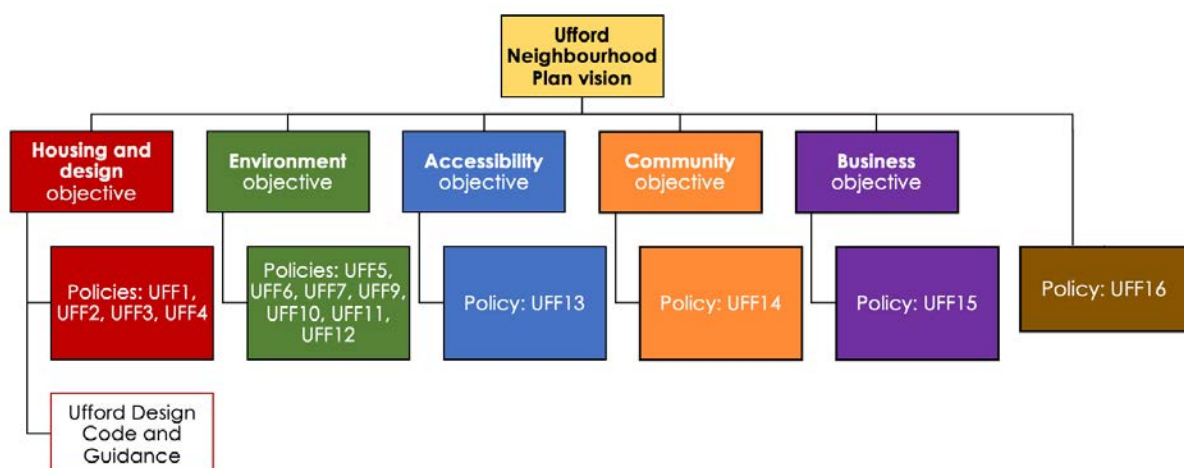 Ufford
Neighbourhood
Plan vision
Housing and
design
objective
Environment
objective
Accessibility
objective
Community
objective
Business
objective
Policies: UFF1,
UFF2, UFF3, UFF4
Policies: UFF5,
UFF6, UFF7, UFF9,
UFF10, UFF11,
UFF12
Policy: UFF13
Policy: UFF14
Policy: UFF15
Policy: UFF16
Ufford Design
Code and
Guidance